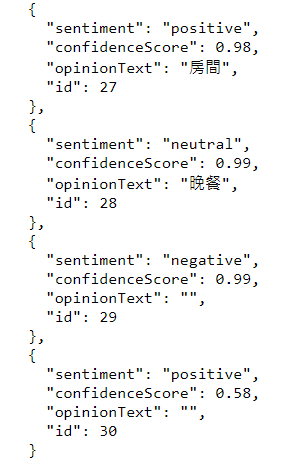 {
"sentiment": "positive",
"confidenceScore": 0.98,
"opinionText": "房間",
"id": 27
},
{
"sentiment": "neutral",
"confidenceScore": 0.99,
"opinionText": "晚餐",
"id": 28
},
{
"sentiment": "negative",
"confidenceScore": 0.99,
"opinionText": "",
"id": 29
},
{
"sentiment": "positive",
"confidenceScore": 0.58,
"opinionText": "",
"id": 30
}